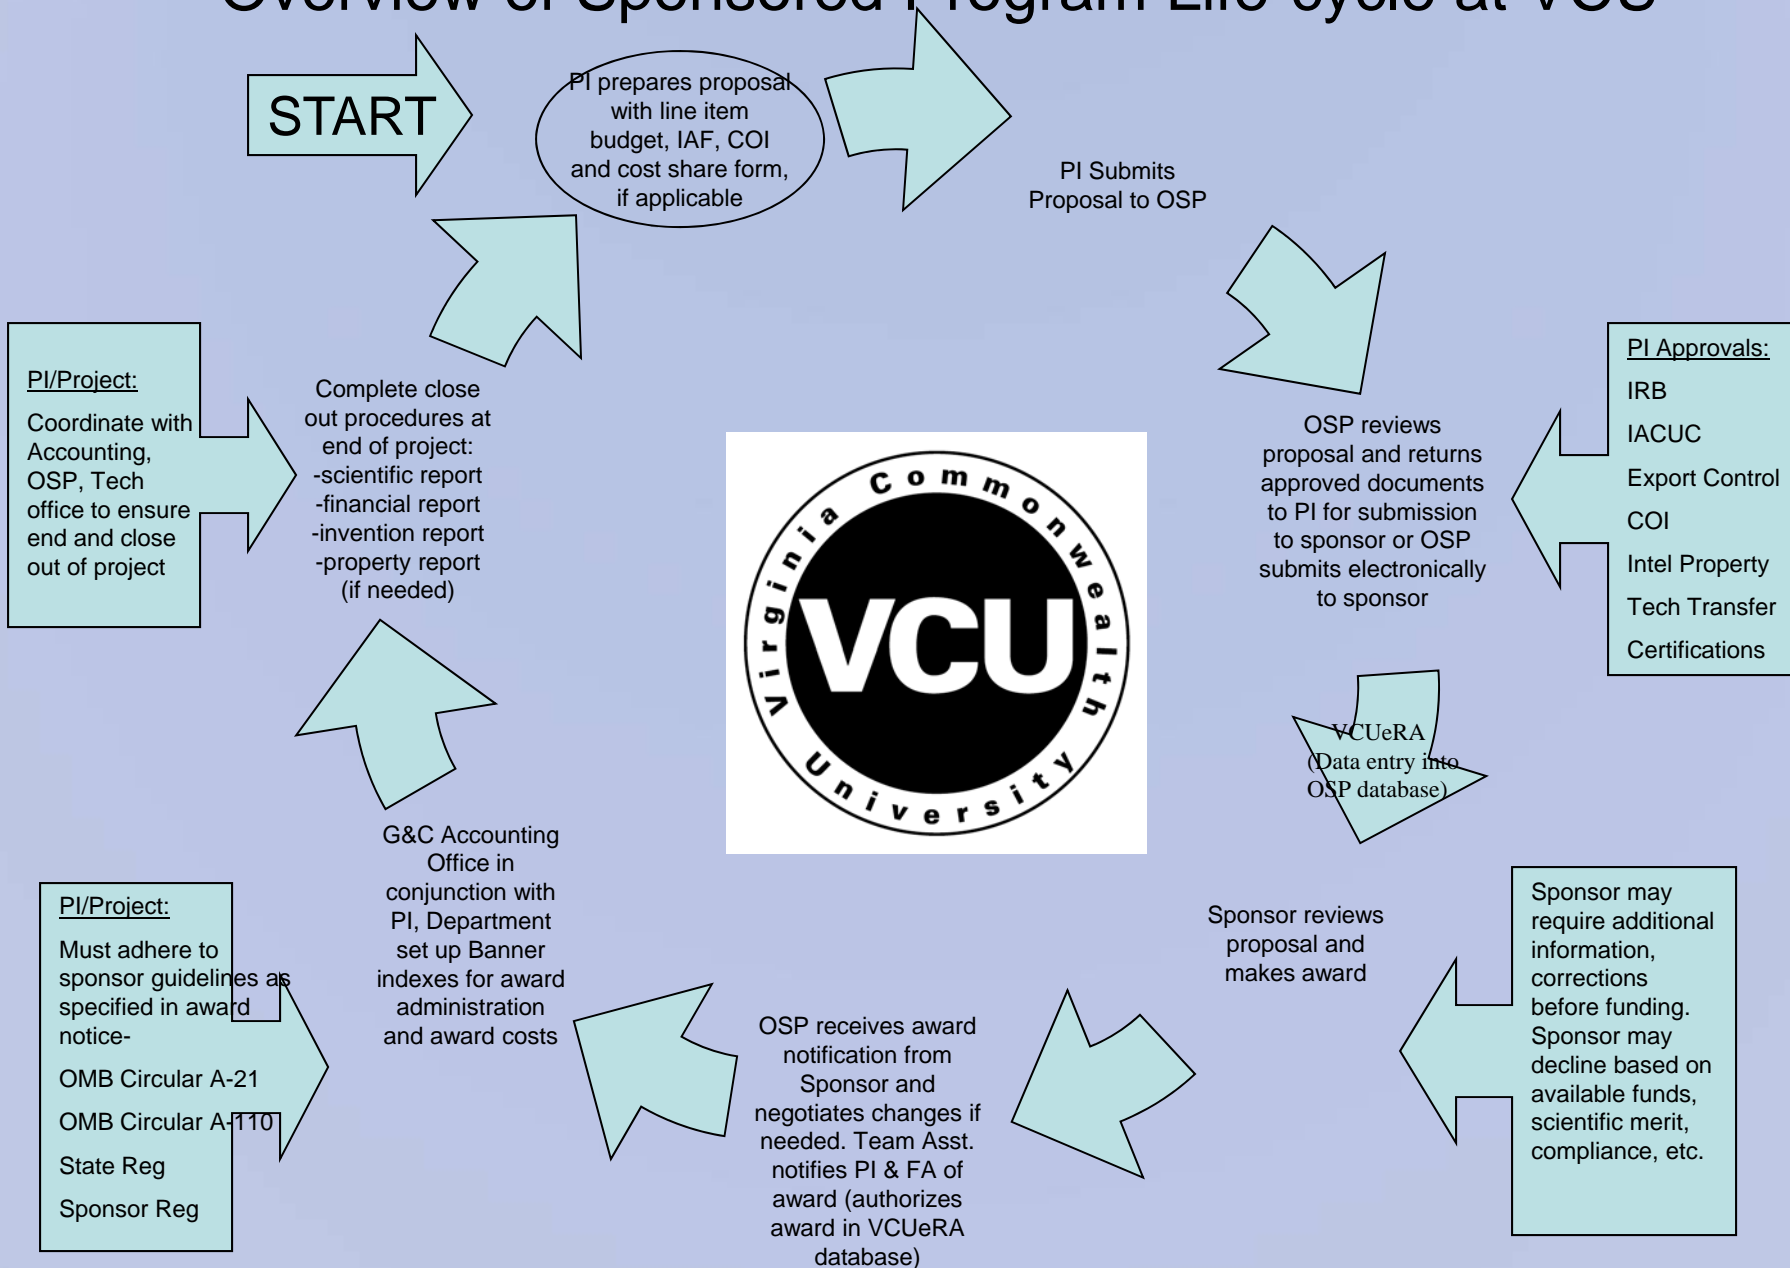 Overview of Sponsored Program Life-cycle at VCU
START
PI prepares proposal
with line item
budget, IAF, COI
and cost share form,
if applicable
PI Submits
Proposal to OSP
PI Approvals:
IRB
IACUC
Export Control
COI
Intel Property
Tech Transfer
Certifications
OSP reviews
proposal and returns
approved documents
to PI for submission
to sponsor or OSP
submits electronically
to sponsor
VCUeRA
(Data entry into
OSP database)
Sponsor reviews
proposal and
makes award
Sponsor may
require additional
information,
corrections
before funding.
Sponsor may
decline based on
available funds,
scientific merit,
compliance, etc.
OSP receives award
notification from
Sponsor and
negotiates changes if
needed. Team Asst.
notifies PI & FA of
award (authorizes
award in VCUeRA
database)
G&C Accounting
Office in
conjunction with
PI, Department
set up Banner
indexes for award
administration
and award costs
PI/Project:
Must adhere to
sponsor guidelines as
specified in award
notice-
OMB Circular A-21
OMB Circular A-110
State Reg
Sponsor Reg
Complete close
out procedures at
end of project:
-scientific report
-financial report
-invention report
-property report
(if needed)
PI/Project:
Coordinate with
Accounting,
OSP, Tech
office to ensure
end and close
out of project
Virginia Commonwealth
VCU
University